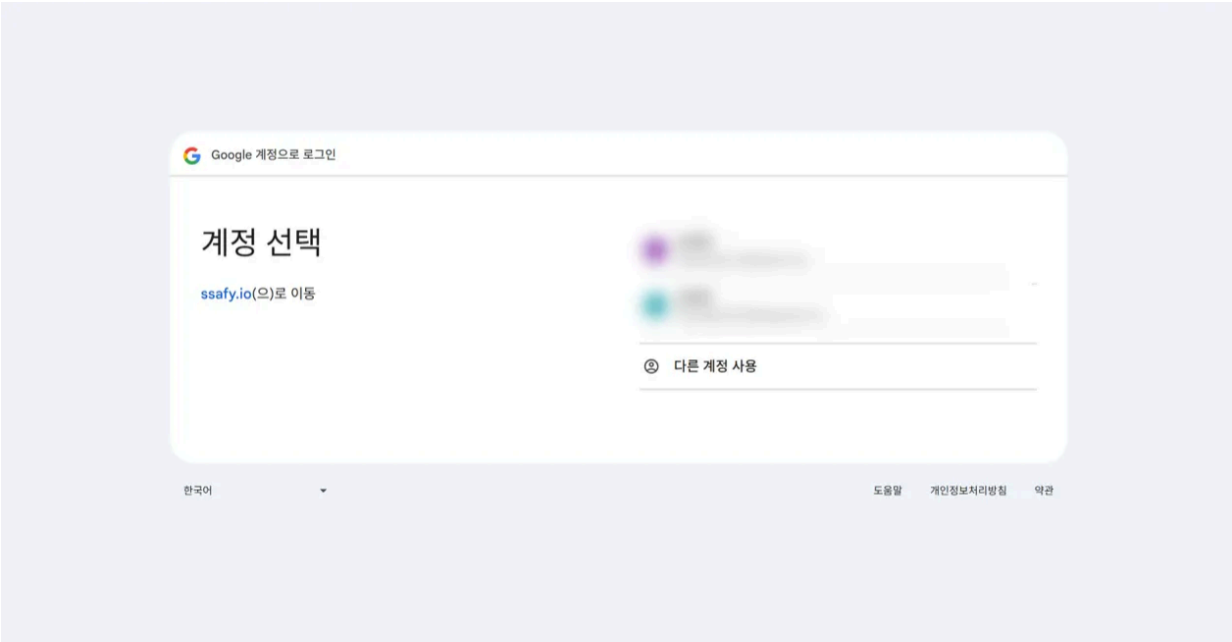 Google 계정으로 로그인
계정 선택
ssafy.io(으)로 이동
다른 계정 사용
한국어
도움말 개인정보처리방침 약관